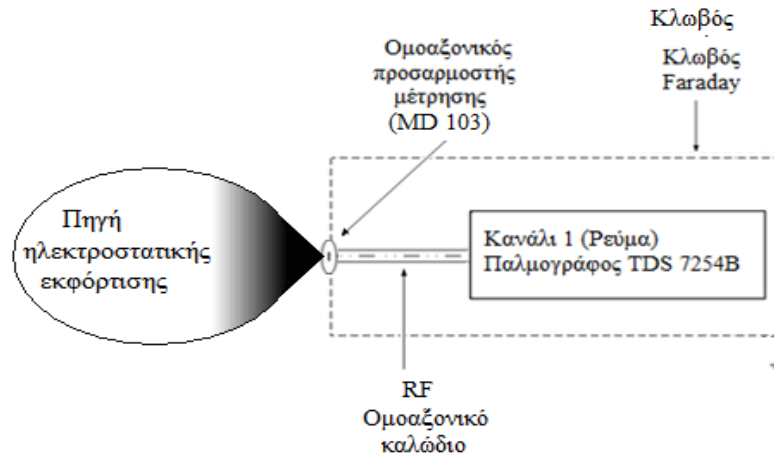 Κλωβός
Κλωβός
Faraday
Ομοαξονικός
προσαρμοστής
μέτρησης
(MD 103)
Πηγή
ηλεκτροστατικής
εκφόρτισης
Κανάλι 1 (Ρεύμα)
Παλμογράφος TDS 7254B
RF
Ομοαξονικό
καλώδιο